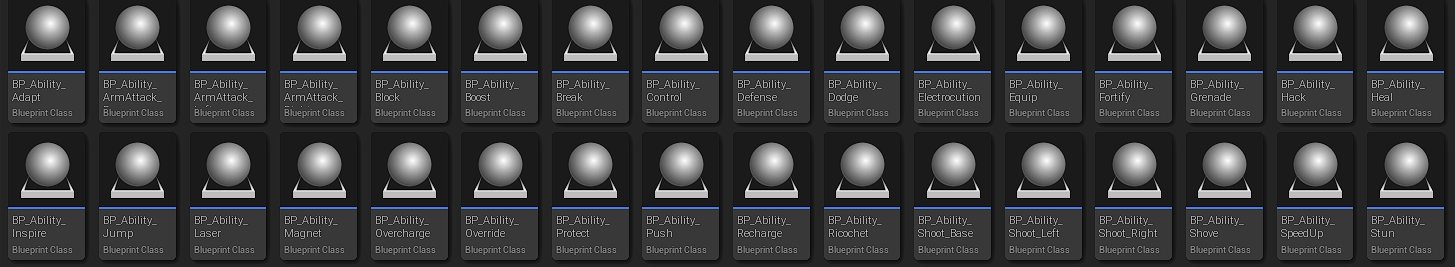 BP_Ability_
Adapt
Blueprint Class
BP_Ability_
ArmAttack_
Blueprint Class
BP_Ability_
ArmAttack_
Blueprint Class
BP_Ability_
ArmAttack_
Blueprint Class
BP_Ability_
Block
Blueprint Class
BP_Ability_
Boost
Blueprint Class
BP_Ability_
Break
Blueprint Class
BP_Ability_
Control
Blueprint Class
BP_Ability_
Defense
Blueprint Class
BP_Ability_
Dodge
Blueprint Class
BP_Ability_
Electrocution
Blueprint Class
BP_Ability_
Equip
Blueprint Class
BP_Ability_
Fortify
Blueprint Class
BP_Ability_
Grenade
Blueprint Class
BP_Ability_
Hack
Blueprint Class
BP_Ability_
Heal
Blueprint Class
BP_Ability_
Inspire
Blueprint Class
BP_Ability_
Jump
Blueprint Class
BP_Ability_
Laser
Blueprint Class
BP_Ability_
Magnet
Blueprint Class
BP_Ability_
Overcharge
Blueprint Class
BP_Ability_
Override
Blueprint Class
BP_Ability_
Protect
Blueprint Class
BP_Ability_
Push
Blueprint Class
BP_Ability_
Recharge
Blueprint Class
BP_Ability_
Ricochet
Blueprint Class
BP_Ability_
Shoot_Base
Blueprint Class
BP_Ability_
Shoot_Left
Blueprint Class
BP_Ability_
Shoot_Right
Blueprint Class
BP_Ability_
Shove
Blueprint Class
BP_Ability_
SpeedUp
Blueprint Class
BP_Ability_
Stun
Blueprint Class